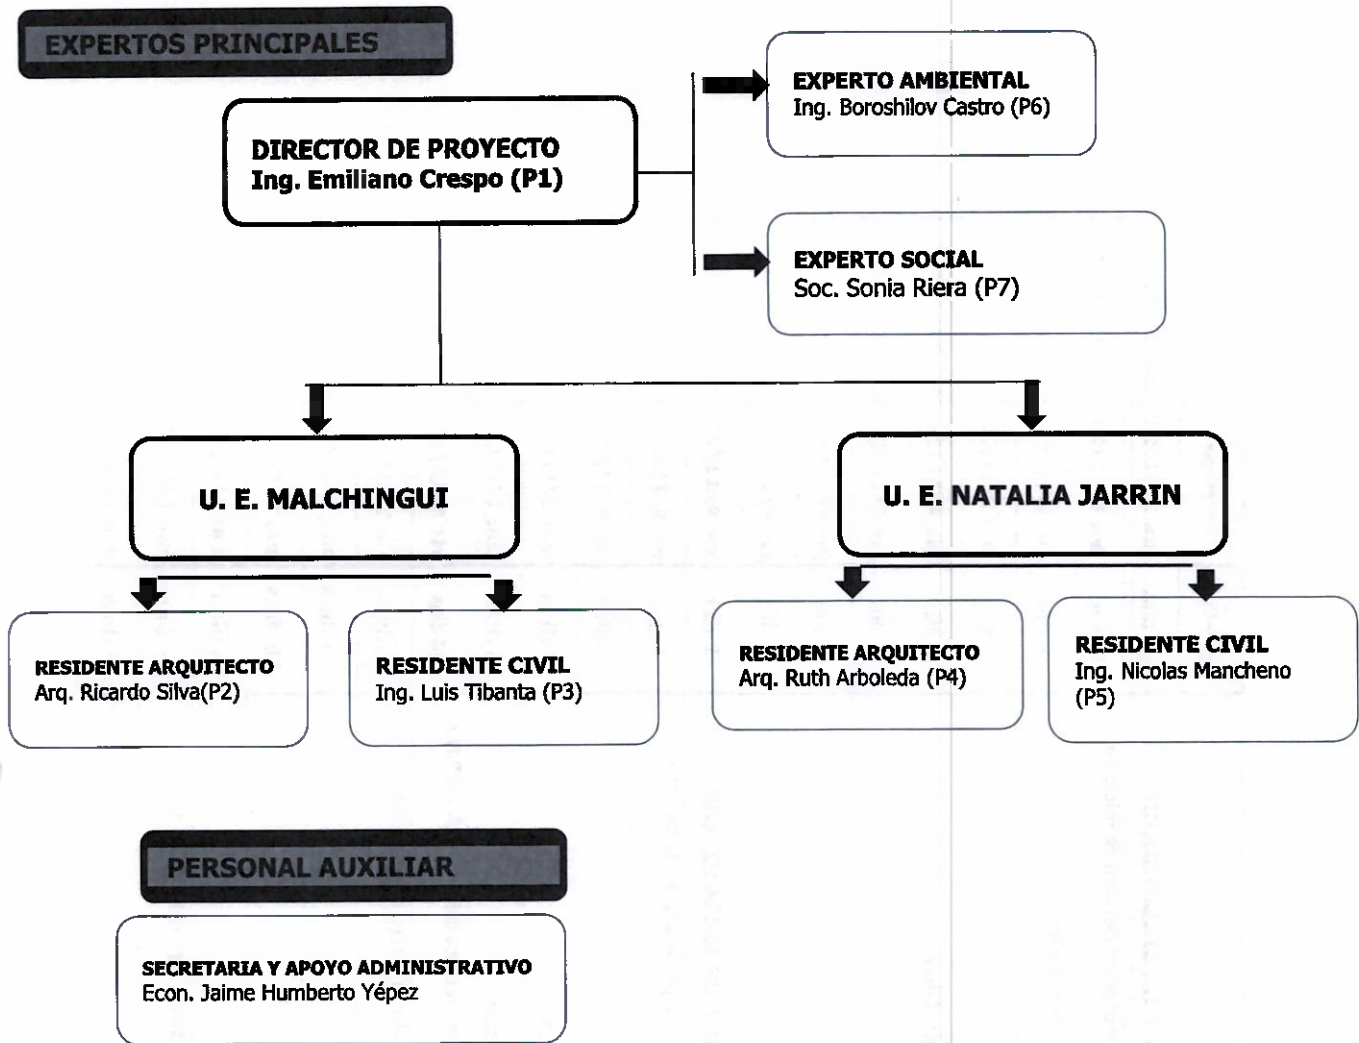 EXPERTOS PRINCIPALES
EXPERTO AMBIENTAL
Ing. Boroshilov Castro (P6)
DIRECTOR DE PROYECTO
Ing. Emiliano Crespo (P1)
EXPERTO SOCIAL
Soc. Sonia Riera (P7)
U. E. MALCHINGUI
U. E. NATALIA JARRIN
RESIDENTE ARQUITECTO
Arq. Ricardo Silva(P2)
RESIDENTE CIVIL
Ing. Luis Tibanta (P3)
RESIDENTE ARQUITECTO
Arq. Ruth Arboleda (P4)
RESIDENTE CIVIL
Ing. Nicolas Mancheno
(P5)
PERSONAL AUXILIAR
SECRETARIA Y APOYO ADMINISTRATIVO
Econ. Jaime Humberto Yépez